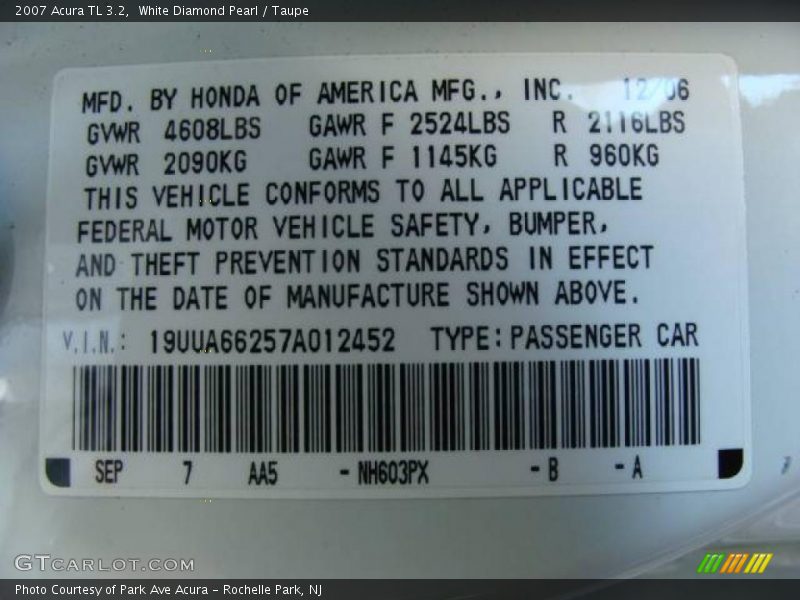 2007 Acura TL 3.2, White Diamond Pearl / Taupe
MFD. BY HONDA OF AMERICA MFG., INC. 12/06
GVWR 4608LBS GAWR F 2524LBS R 2116LBS
GVWR 2090KG GAWR F 1145KG R 960KG
THIS VEHICLE CONFORMS TO ALL APPLICABLE
FEDERAL MOTOR VEHICLE SAFETY, BUMPER,
AND THEFT PREVENTION STANDARDS IN EFFECT
ON THE DATE OF MANUFACTURE SHOWN ABOVE.
V.I.N.: 19UUA66257A012452 TYPE: PASSENGER CAR
SEP 7 AA5 - NH603PX - B - A
GTCARLOT.COM
Photo Courtesy of Park Ave Acura - Rochelle Park, NJ